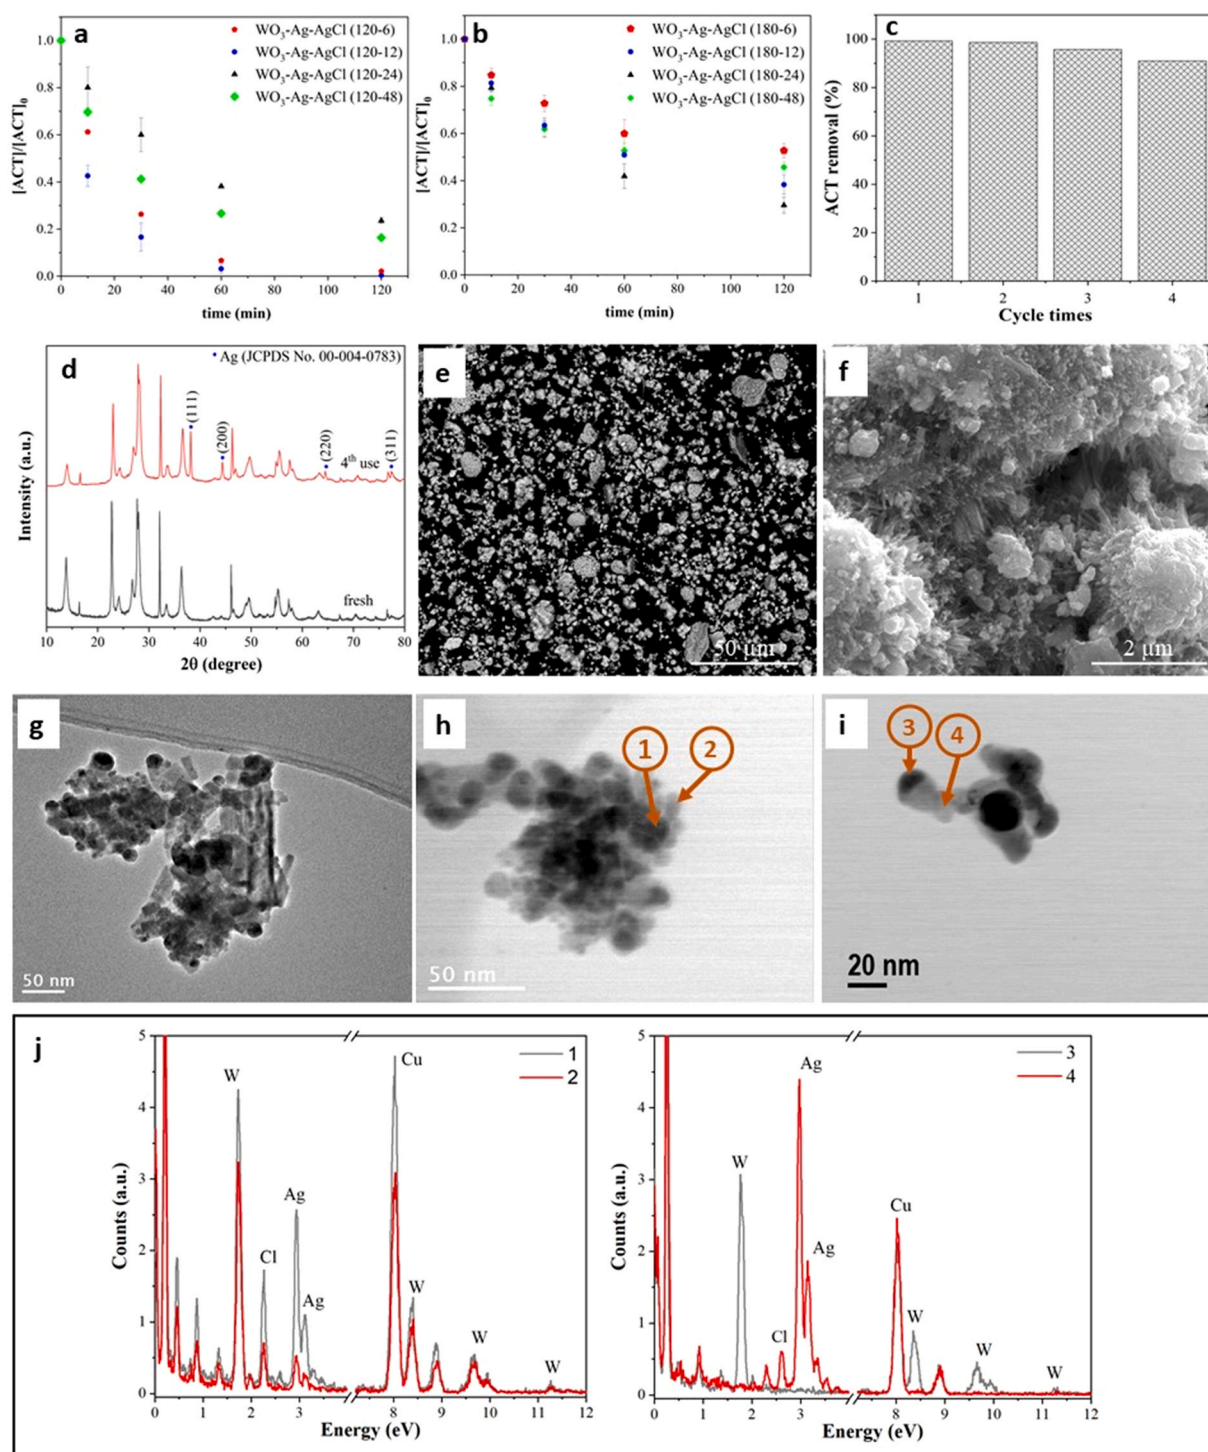 a
WO3-Ag-AgCl (120-6)
WO3-Ag-AgCl (120-12)
WO3-Ag-AgCl (120-24)
WO3-Ag-AgCl (120-48)
[ACT]/[ACT]0
1.0
0.8
0.6
0.4
0.2
0.0
0 20 40 60 80 100 120
time (min)
b
WO3-Ag-AgCl (180-6)
WO3-Ag-AgCl (180-12)
WO3-Ag-AgCl (180-24)
WO3-Ag-AgCl (180-48)
[ACT]/[ACT]0
1.0
0.8
0.6
0.4
0.2
0.0
0 20 40 60 80 100 120
time (min)
c
ACT removal (%)
100
80
60
40
20
0
1 2 3 4
Cycle times
d
Ag (JCPDS No. 00-004-0783)
(111)
(200)
(220)
(311)
4th use
fresh
Intensity (a.u.)
10 20 30 40 50 60 70 80
2θ (degree)
e
50 µm
f
2 µm
g
50 nm
h
1 2
50 nm
i
3
4
20 nm
j
1
2
Counts (a.u.)
5
4
3
2
1
0
W
Cl
Ag
Ag
Cu
W
W
W
0 1 2 3 8 9 10 11 12
Energy (eV)
3
4
Counts (a.u.)
5
4
3
2
1
0
W
Cl
Ag
Ag
Cu
W
W
W
0 1 2 3 8 9 10 11 12
Energy (eV)